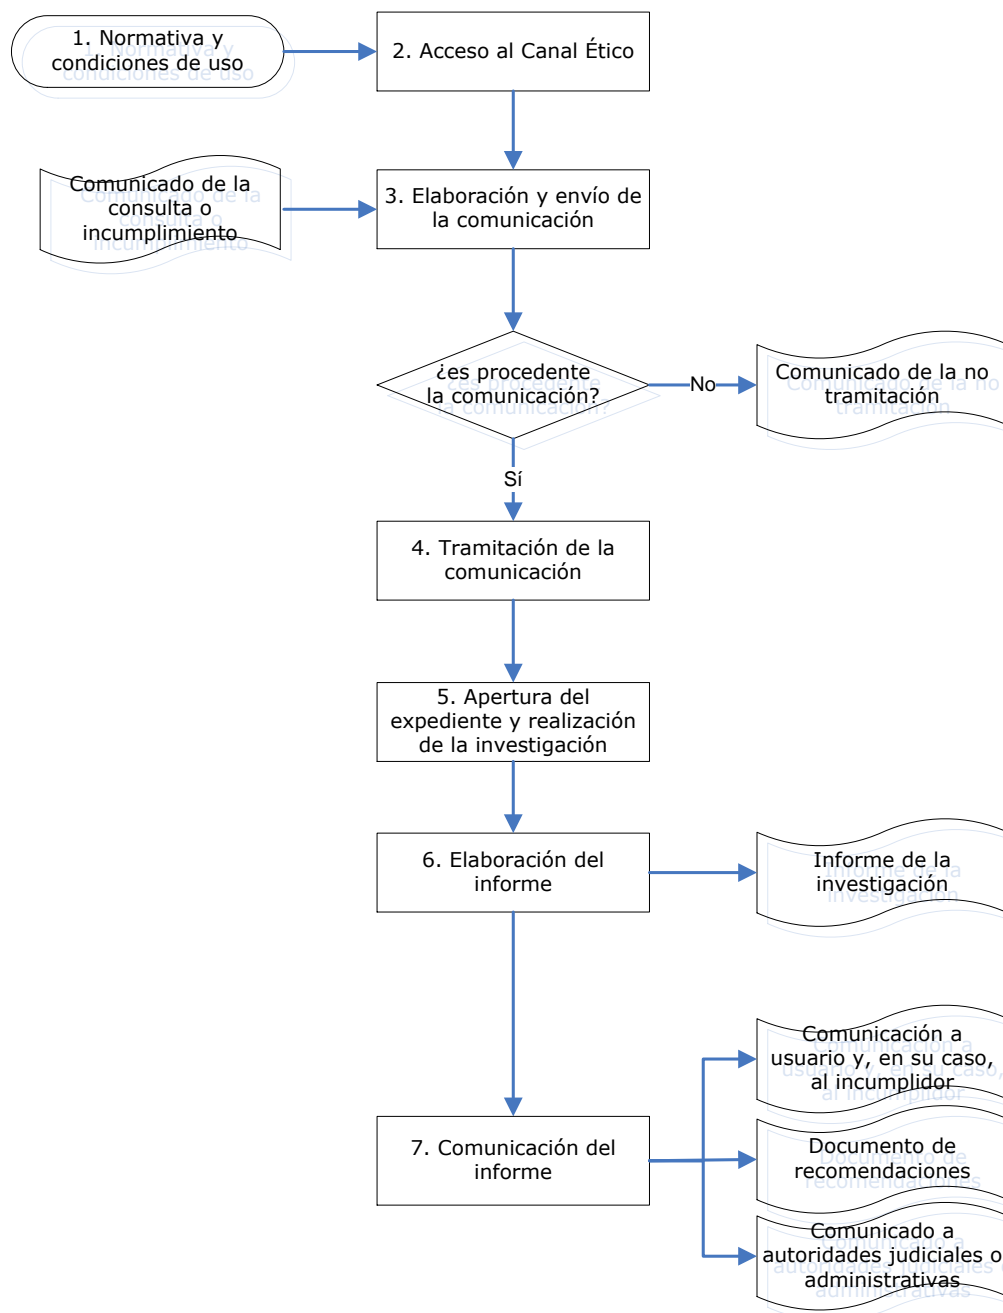 1. Normativa y
condiciones de uso
2. Acceso al Canal Ético
Comunicado de la
consulta o
incumplimiento
3. Elaboración y envío de
la comunicación
¿es procedente
la comunicación?
No
Comunicado de la no
tramitación
Sí
4. Tramitación de la
comunicación
5. Apertura del
expediente y realización
de la investigación
6. Elaboración del
informe
Informe de la
investigación
Comunicación a
usuario y, en su caso,
al incumplidor
7. Comunicación del
informe
Documento de
recomendaciones
Comunicado a
autoridades judiciales o
administrativas